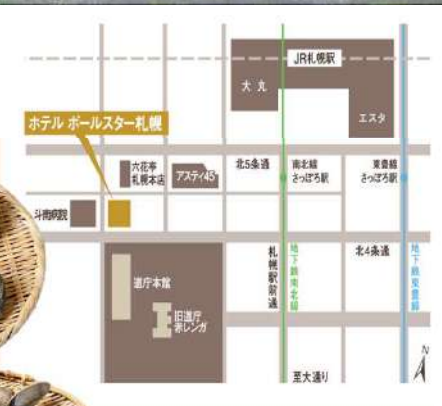 JR札幌駅
大丸
エスタ
ホテル ポールスター札幌
六花亭
札幌本店
アスティ45
北5条通
南北線
さっぽろ駅
東豊線
さっぽろ駅
斗南病院
道庁本館
旧道庁
赤レンガ
札幌駅前通
地下鉄南北線
北4条通
地下鉄東豊線
至大通り
N